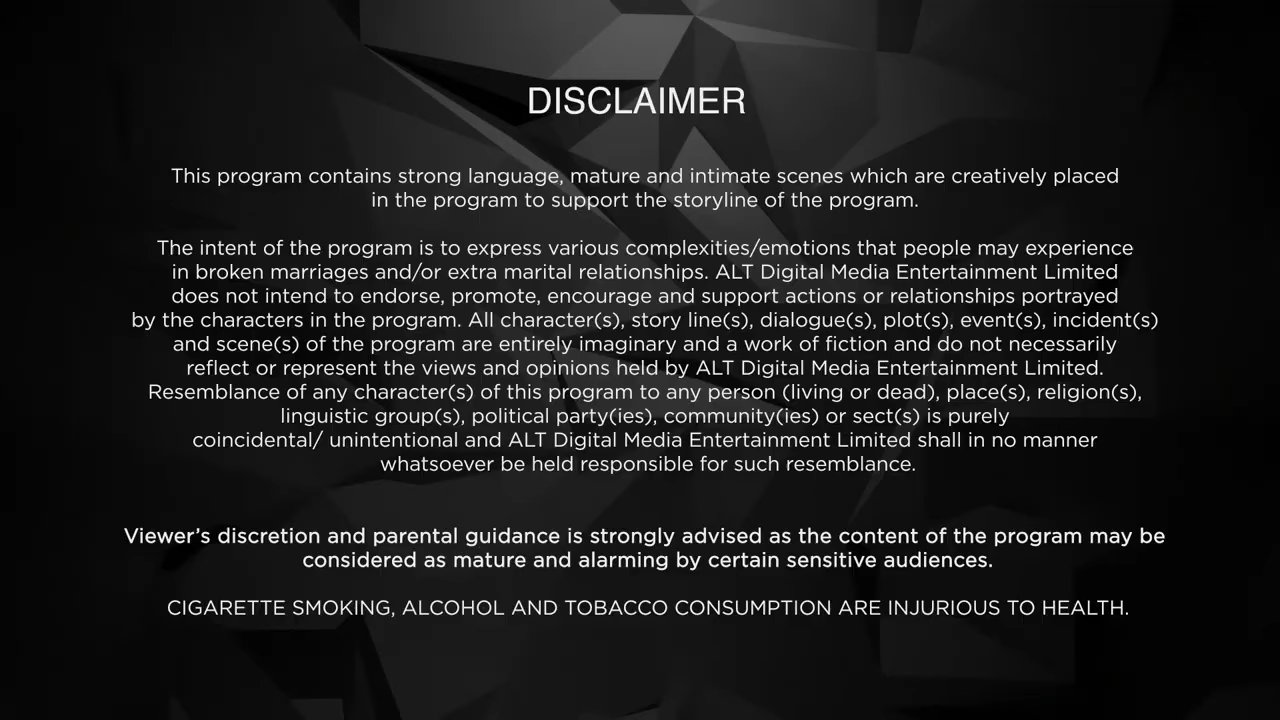 DISCLAIMER
This program contains strong language, mature and intimate scenes which are creatively placed
in the program to support the storyline of the program.
The intent of the program is to express various complexities/emotions that people may experience
in broken marriages and/or extra marital relationships. ALT Digital Media Entertainment Limited
does not intend to endorse, promote, encourage and support actions or relationships portrayed
by the characters in the program. All character(s), story line(s), dialogue(s), plot(s), event(s), incident(s)
and scene(s) of the program are entirely imaginary and a work of fiction and do not necessarily
reflect or represent the views and opinions held by ALT Digital Media Entertainment Limited.
Resemblance of any character(s) of this program to any person (living or dead), place(s), religion(s),
linguistic group(s), political party(ies), community(ies) or sect(s) is purely
coincidental/ unintentional and ALT Digital Media Entertainment Limited shall in no manner
whatsoever be held responsible for such resemblance.
Viewer’s discretion and parental guidance is strongly advised as the content of the program may be
considered as mature and alarming by certain sensitive audiences.
CIGARETTE SMOKING, ALCOHOL AND TOBACCO CONSUMPTION ARE INJURIOUS TO HEALTH.